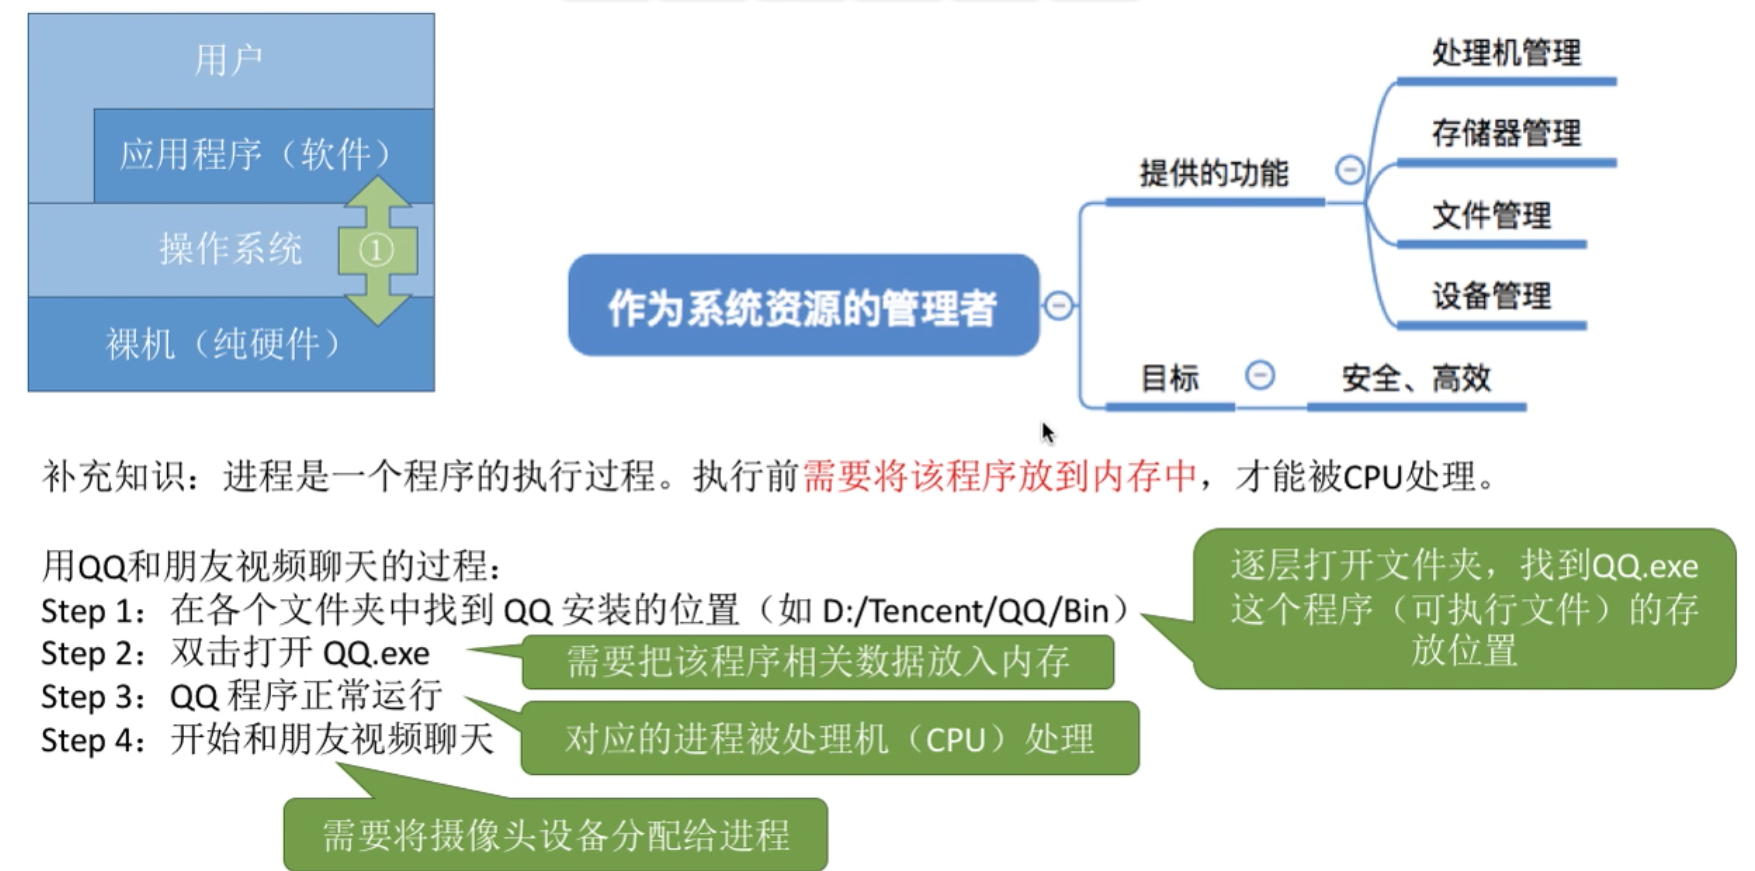 用户
应用程序（软件）
操作系统
①
裸机（纯硬件）
作为系统资源的管理者
提供的功能
处理机管理
存储器管理
文件管理
设备管理
目标
安全、高效
补充知识：进程是一个程序的执行过程。执行前需要将该程序放到内存中，才能被CPU处理。
用QQ和朋友视频聊天的过程：
Step 1：在各个文件夹中找到 QQ 安装的位置（如 D:/Tencent/QQ/Bin）
逐层打开文件夹，找到QQ.exe
这个程序（可执行文件）的存
放位置
Step 2：双击打开 QQ.exe
需要把该程序相关数据放入内存
Step 3：QQ 程序正常运行
对应的进程被处理机（CPU）处理
Step 4：开始和朋友视频聊天
需要将摄像头设备分配给进程